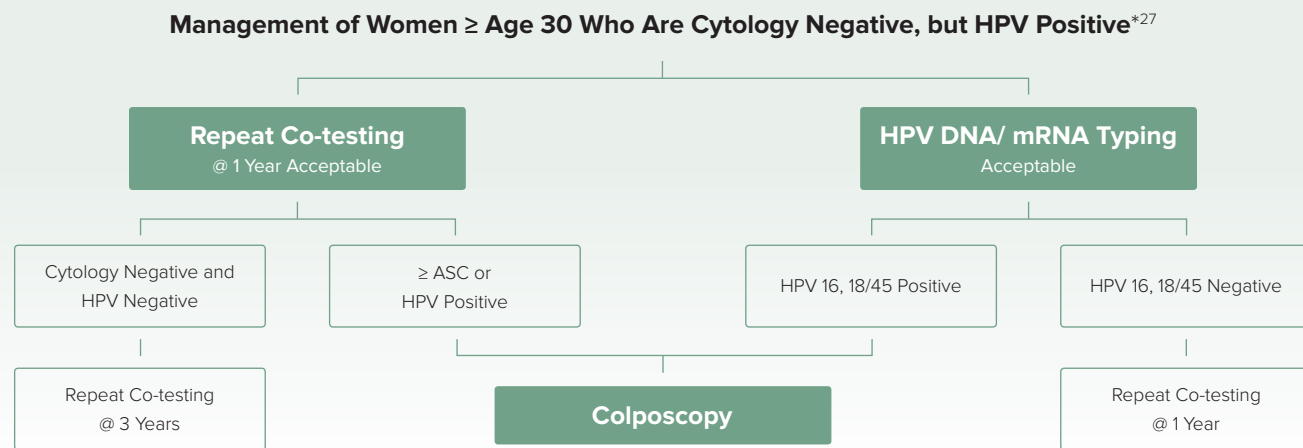 Management of Women ≥ Age 30 Who Are Cytology Negative, but HPV Positive*27
Repeat Co-testing
@ 1 Year Acceptable
HPV DNA/ mRNA Typing
Acceptable
Cytology Negative and
HPV Negative
≥ ASC or
HPV Positive
HPV 16, 18/45 Positive
HPV 16, 18/45 Negative
Repeat Co-testing
@ 3 Years
Colposcopy
Repeat Co-testing
@ 1 Year